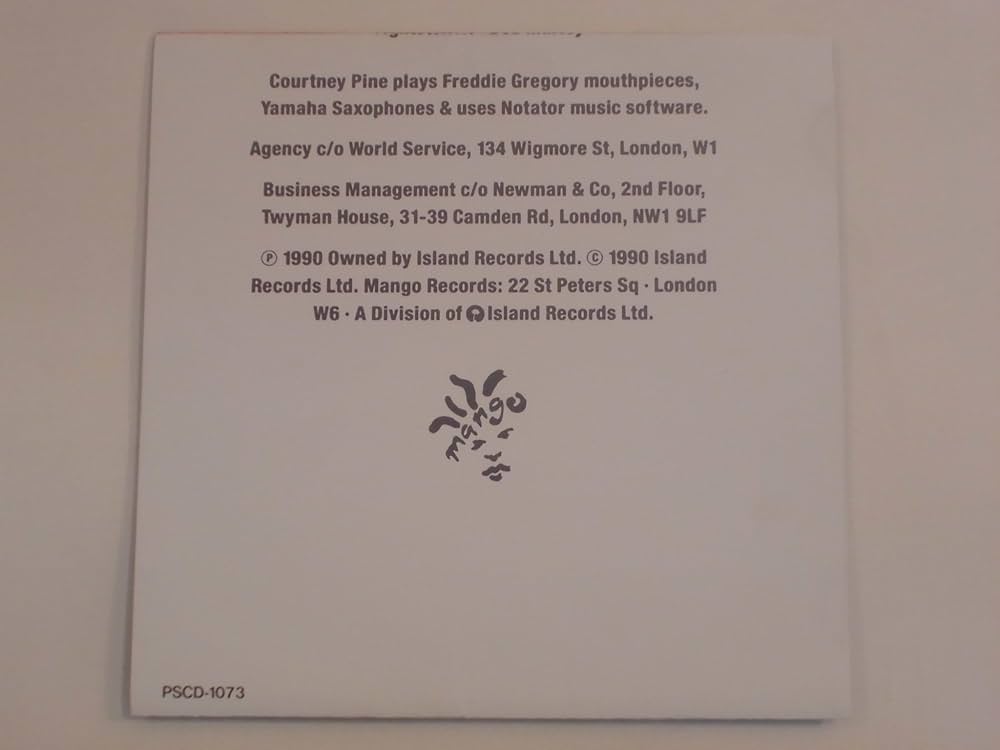 Courtney Pine plays Freddie Gregory mouthpieces,
Yamaha Saxophones & uses Notator music software.
Agency c/o World Service, 134 Wigmore St, London, W1
Business Management c/o Newman & Co, 2nd Floor,
Twyman House, 31-39 Camden Rd, London, NW1 9LF
℗ 1990 Owned by Island Records Ltd. © 1990 Island
Records Ltd. Mango Records: 22 St Peters Sq · London
W6 · A Division of Island Records Ltd.
mango
PSCD-1073